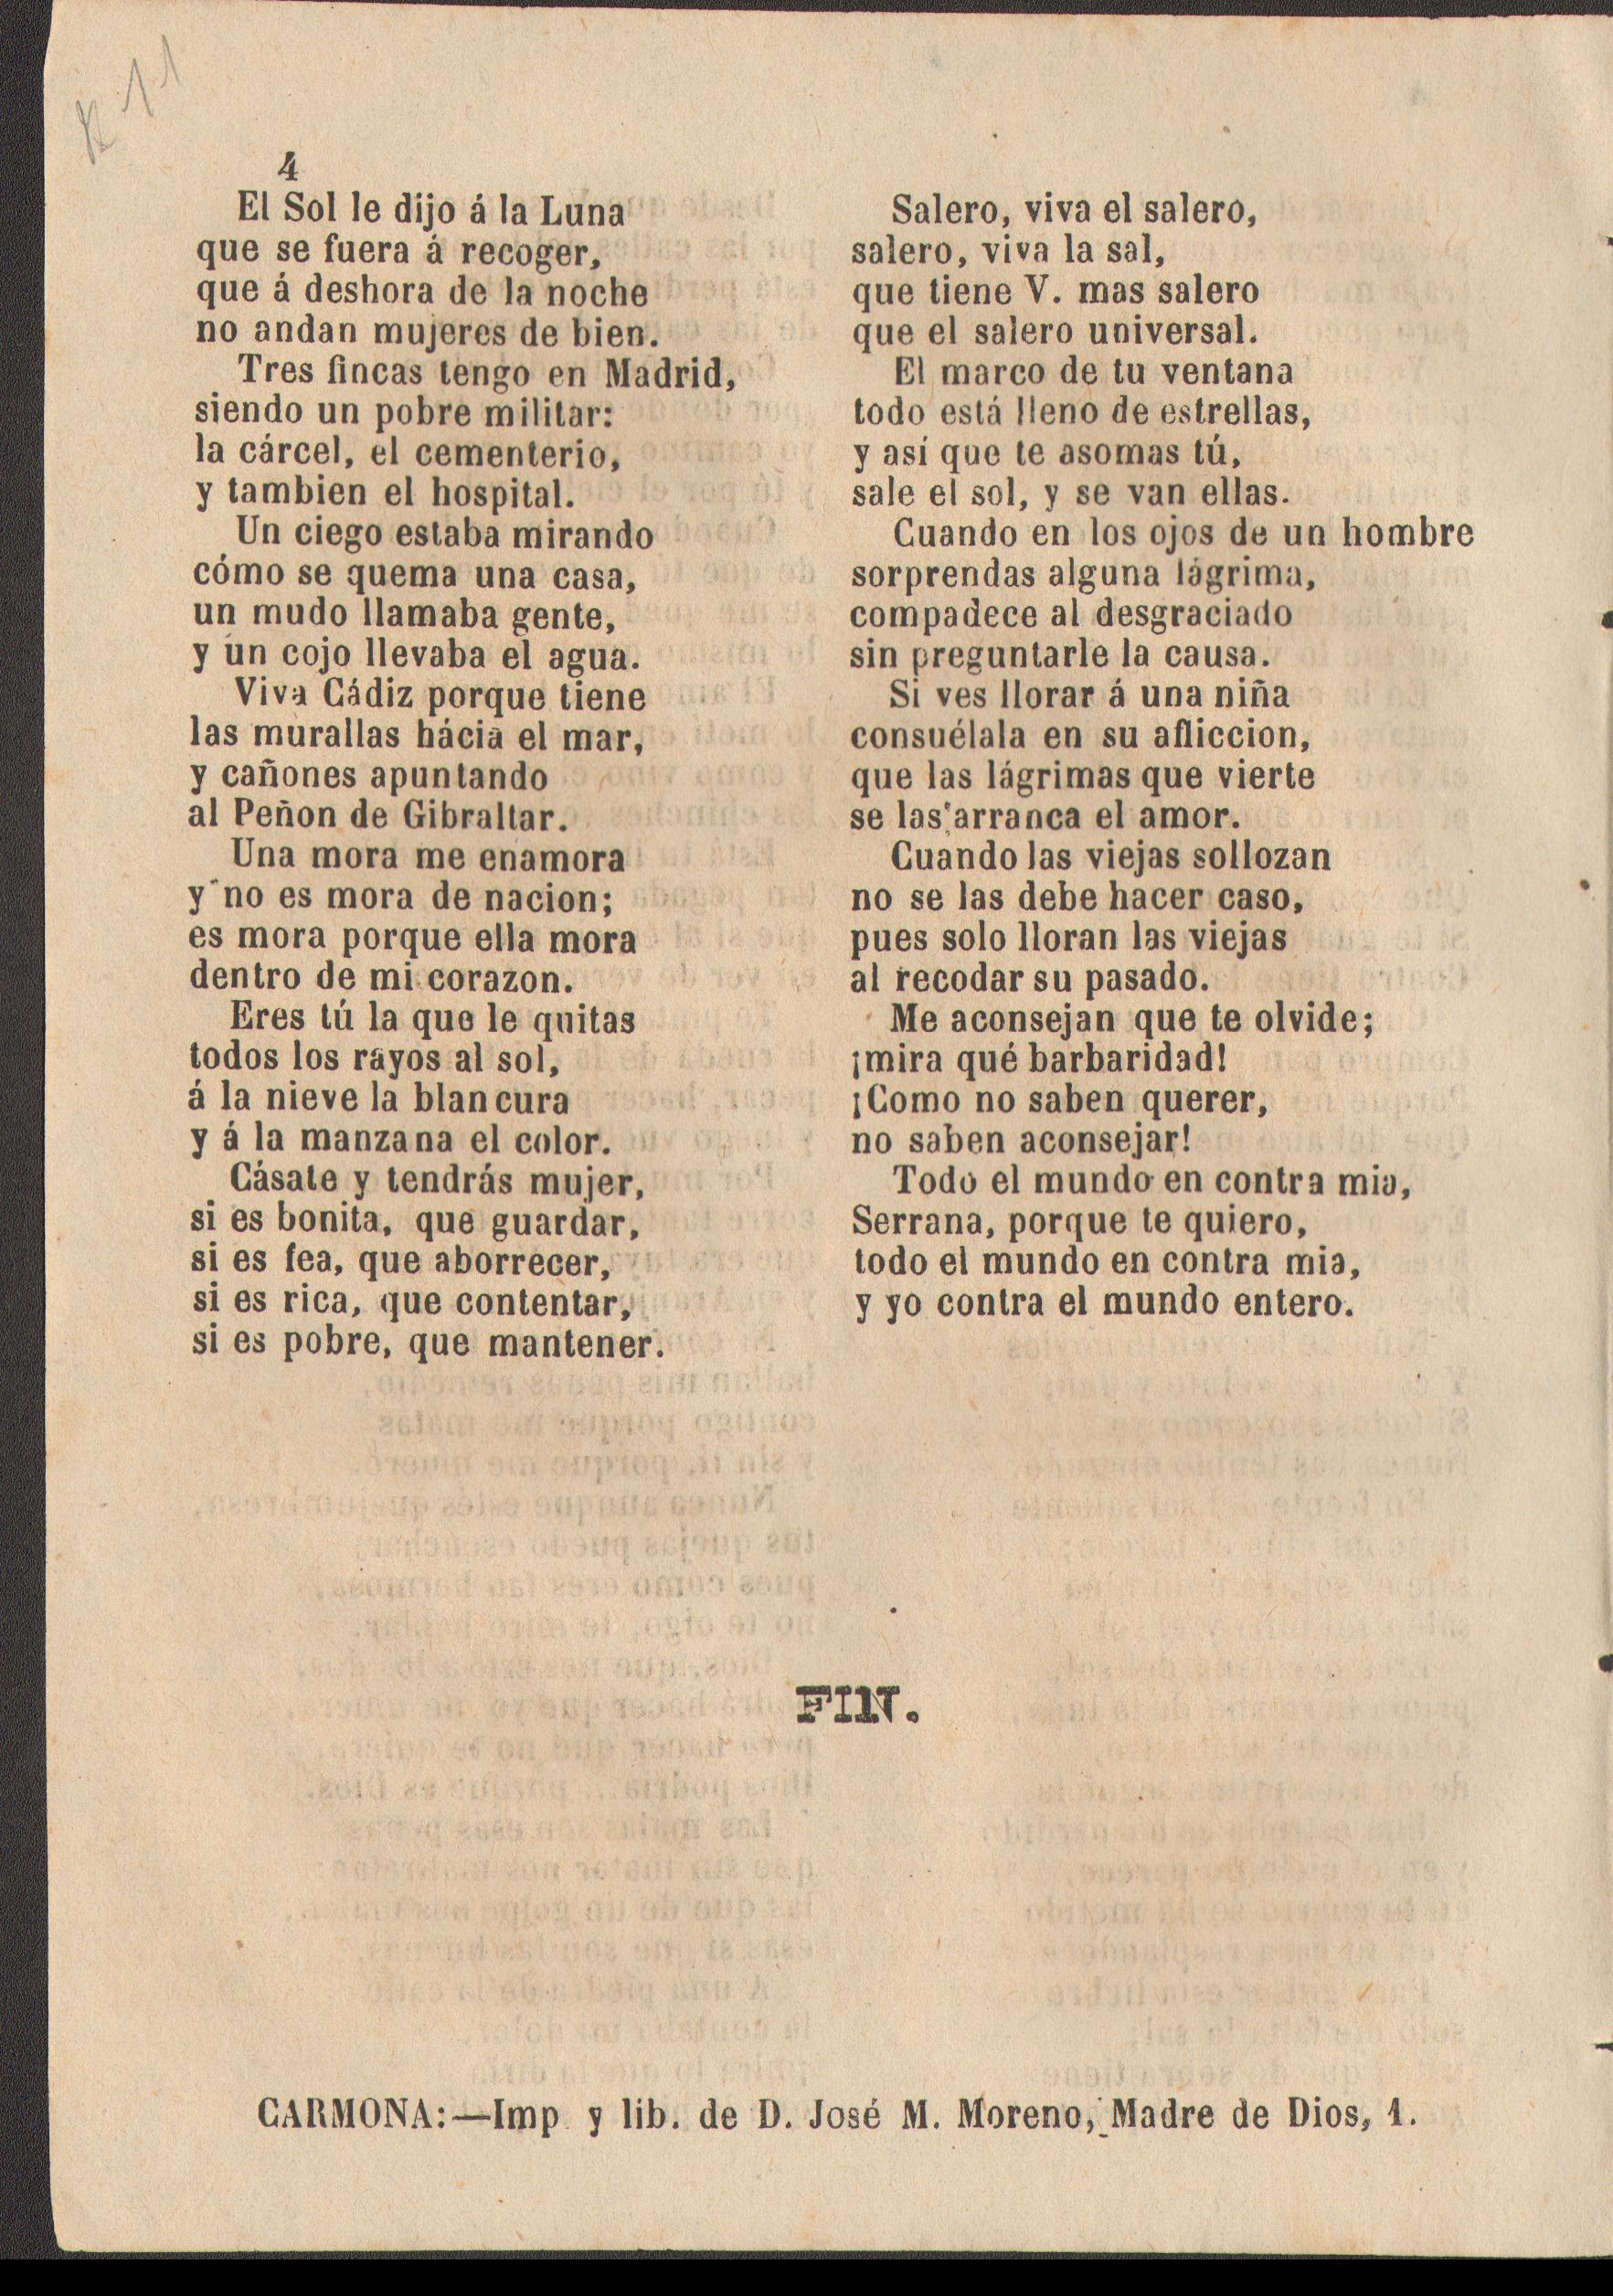 4
El Sol le dijo á la Luna
que se fuera á recoger,
que á deshora de la noche
no andan mujeres de bien.
Tres fincas tengo en Madrid,
siendo un pobre militar:
la cárcel, el cementerio,
y tambien el hospital.
Un ciego estaba mirando
cómo se quema una casa,
un mudo llamaba gente,
y un cojo llevaba el agua.
Viva Cádiz porque tiene
las murallas hácia el mar,
y cañones apuntando
al Peñon de Gibraltar.
Una mora me enamora
y no es mora de nacion;
es mora porque ella mora
dentro de mi corazon.
Eres tú la que le quitas
todos los rayos al sol,
á la nieve la blancura
y á la manzana el color.
Cásate y tendrás mujer,
si es bonita, que guardar,
si es fea, que aborrecer,
si es rica, que contentar,
si es pobre, que mantener.
Salero, viva el salero,
salero, viva la sal,
que tiene V. mas salero
que el salero universal.
El marco de tu ventana
todo está lleno de estrellas,
y así que te asomas tú,
sale el sol, y se van ellas.
Cuando en los ojos de un hombre
sorprendas alguna lágrima,
compadece al desgraciado
sin preguntarle la causa.
Si ves llorar á una niña
consuélala en su afliccion,
que las lágrimas que vierte
se las arranca el amor.
Cuando las viejas sollozan
no se las debe hacer caso,
pues solo lloran las viejas
al recodar su pasado.
Me aconsejan que te olvide;
¡mira qué barbaridad!
¡Como no saben querer,
no saben aconsejar!
Todo el mundo en contra mia,
Serrana, porque te quiero,
todo el mundo en contra mia,
y yo contra el mundo entero.
FIN.
CARMONA:—Imp. y lib. de D. José M. Moreno, Madre de Dios, 1.